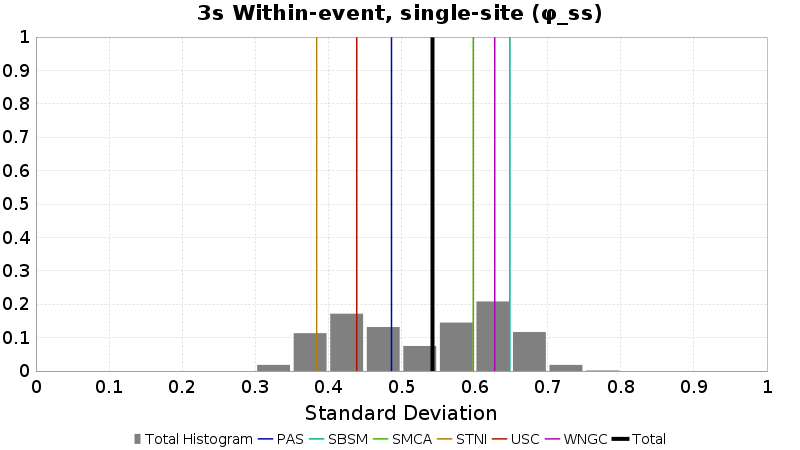 3s Within-event, single-site (φ_ss)
1
0.9
0.8
0.7
0.6
0.5
0.4
0.3
0.2
0.1
0
0 0.1 0.2 0.3 0.4 0.5 0.6 0.7 0.8 0.9 1
Standard Deviation
Total Histogram PAS SBSM SMCA STNI USC WNGC Total